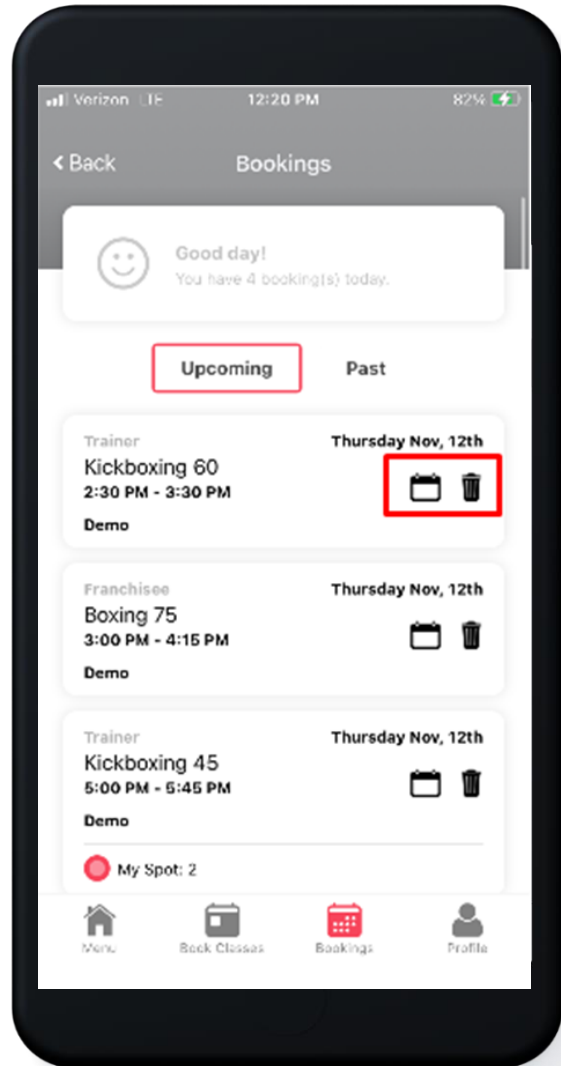 Verizon LTE 12:20 PM 82%
Back Bookings
Good day!
You have 4 booking(s) today.
Upcoming Past
Trainer Thursday Nov, 12th
Kickboxing 60
2:30 PM - 3:30 PM
Demo
Franchisee Thursday Nov, 12th
Boxing 75
3:00 PM - 4:15 PM
Demo
Trainer Thursday Nov, 12th
Kickboxing 45
5:00 PM - 5:45 PM
Demo
My Spot: 2
Menu Book Classes Bookings Profile